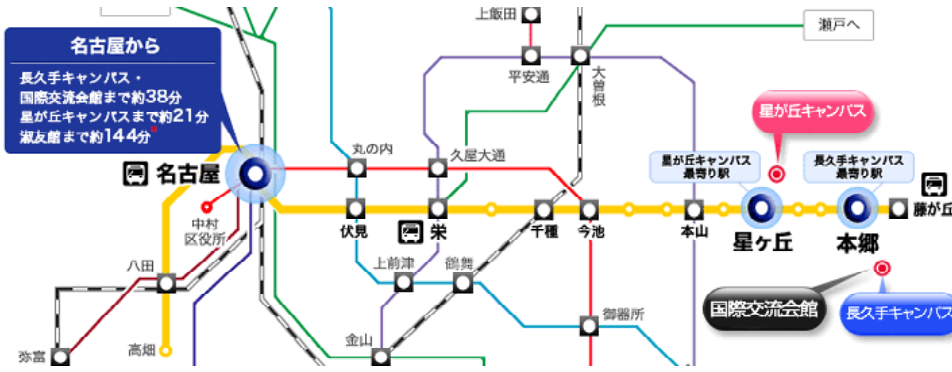 上飯田
瀬戸へ
名古屋から
長久手キャンパス・
国際交流会館まで約38分
星が丘キャンパスまで約21分
淑友館まで約144分*
平安通
大曽根
星が丘キャンパス
丸の内
久屋大通
星が丘キャンパス
最寄り駅
長久手キャンパス
最寄り駅
名古屋
中村
区役所
伏見
栄
千種
今池
本山
星ヶ丘
本郷
藤が丘
八田
上前津
鶴舞
国際交流会館
長久手キャンパス
御器所
弥富
高畑
金山